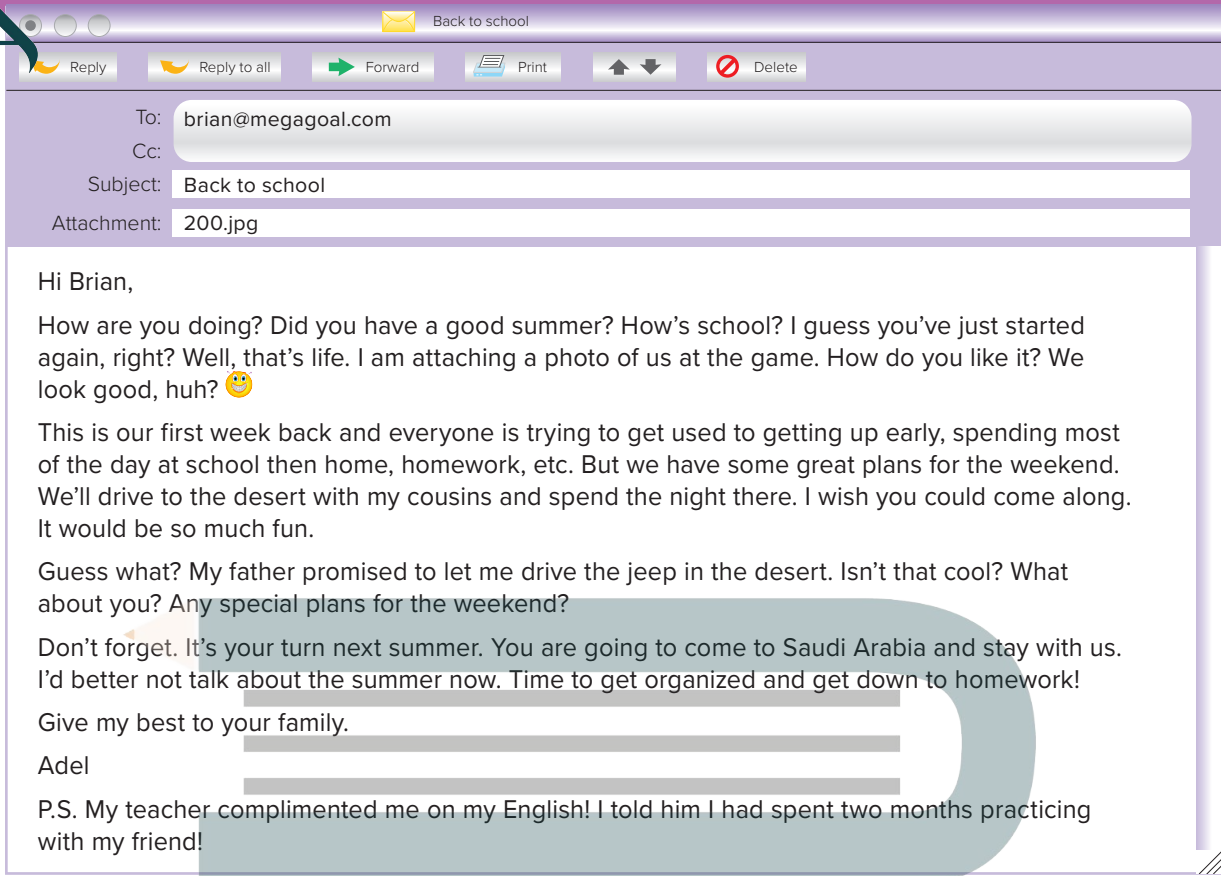 Back to school
Reply Reply to all Forward Print Delete
To: brian@megagoal.com
Cc:
Subject: Back to school
Attachment: 200.jpg
Hi Brian,
How are you doing? Did you have a good summer? How's school? I guess you've just started
again, right? Well, that's life. I am attaching a photo of us at the game. How do you like it? We
look good, huh?
This is our first week back and everyone is trying to get used to getting up early, spending most
of the day at school then home, homework, etc. But we have some great plans for the weekend.
We'll drive to the desert with my cousins and spend the night there. I wish you could come along.
It would be so much fun.
Guess what? My father promised to let me drive the jeep in the desert. Isn't that cool? What
about you? Any special plans for the weekend?
Don't forget. It's your turn next summer. You are going to come to Saudi Arabia and stay with us.
I'd better not talk about the summer now. Time to get organized and get down to homework!
Give my best to your family.
Adel
P.S. My teacher complimented me on my English! I told him I had spent two months practicing
with my friend!